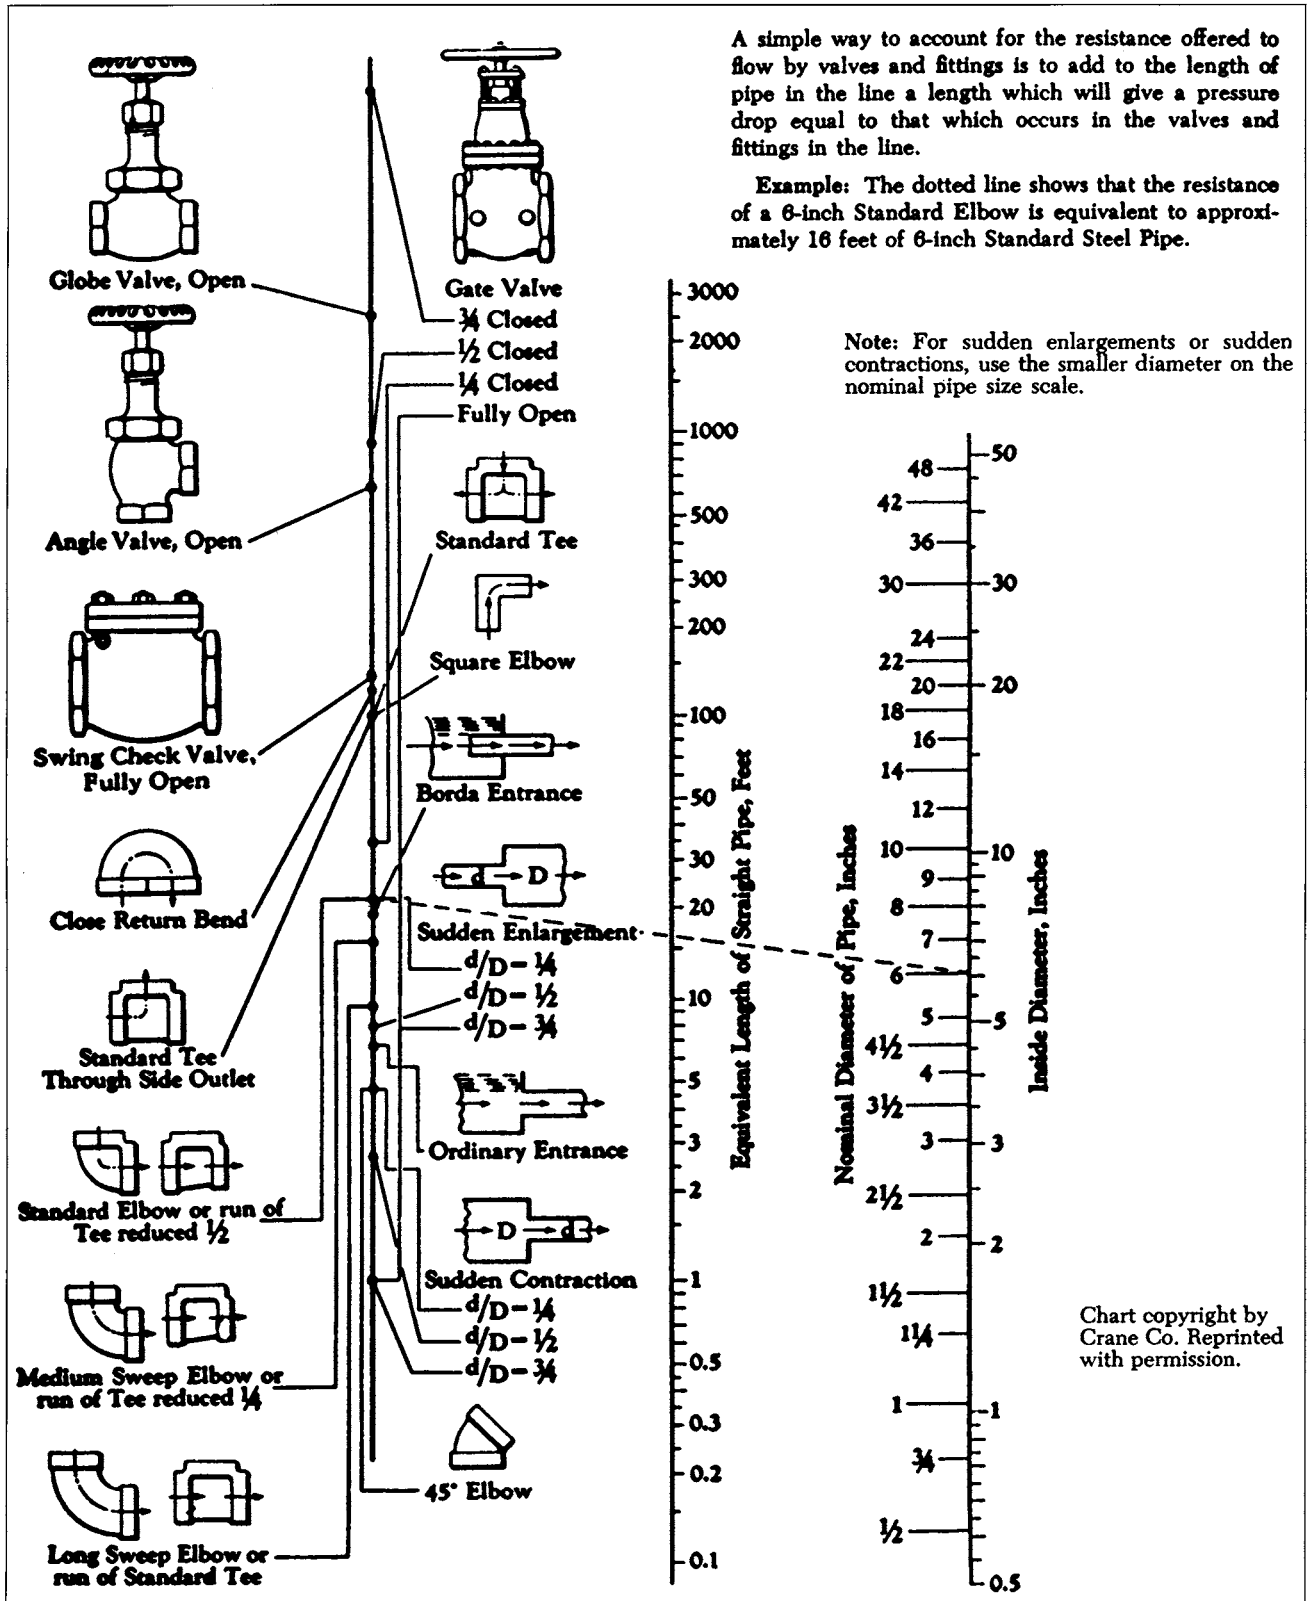 A simple way to account for the resistance offered to
flow by valves and fittings is to add to the length of
pipe in the line a length which will give a pressure
drop equal to that which occurs in the valves and
fittings in the line.
Example: The dotted line shows that the resistance
of a 6-inch Standard Elbow is equivalent to approxi-
mately 16 feet of 6-inch Standard Steel Pipe.
Note: For sudden enlargements or sudden
contractions, use the smaller diameter on the
nominal pipe size scale.
Globe Valve, Open
Angle Valve, Open
Swing Check Valve,
Fully Open
Close Return Bend
Standard Tee
Through Side Outlet
Standard Elbow or run of
Tee reduced ½
Medium Sweep Elbow or
run of Tee reduced ¼
Long Sweep Elbow or
run of Standard Tee
Gate Valve
¾ Closed
½ Closed
¼ Closed
Fully Open
Standard Tee
Square Elbow
Borda Entrance
d
D
Sudden Enlargement
d/D-¼
d/D-½
d/D-¾
Ordinary Entrance
D
d
Sudden Contraction
d/D-¼
d/D-½
d/D-¾
45° Elbow
3000
2000
1000
500
300
200
100
50
30
20
10
5
3
2
1
0.5
0.3
0.2
0.1
Equivalent Length of Straight Pipe, Feet
48
42
36
30
24
22
20
18
16
14
12
10
9
8
7
6
5
4½
4
3½
3
2½
2
1½
1¼
1
¾
½
Nominal Diameter of Pipe, Inches
50
30
20
10
5
3
2
1
0.5
Inside Diameter, Inches
Chart copyright by
Crane Co. Reprinted
with permission.